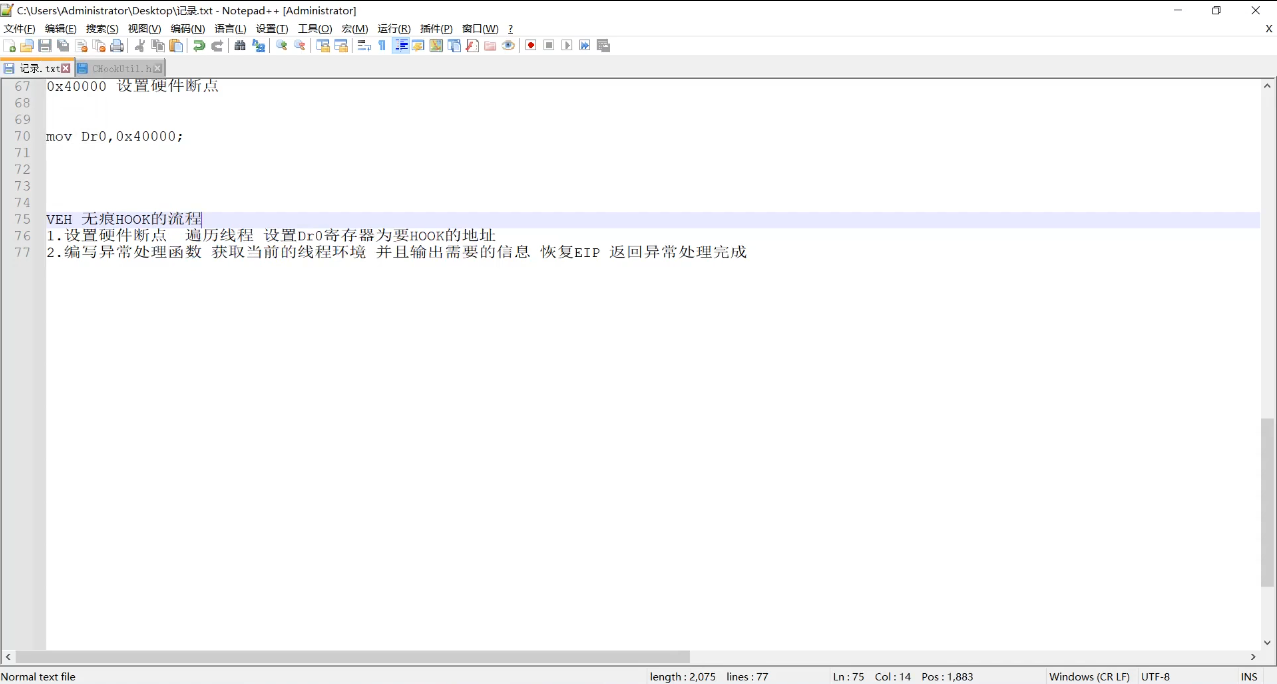 C:\Users\Administrator\Desktop\记录.txt - Notepad++ [Administrator]
文件(F) 编辑(E) 搜索(S) 视图(V) 编码(N) 语言(L) 设置(T) 工具(O) 宏(M) 运行(R) 插件(P) 窗口(W) ? X
记录.txt CHookUtil.h
67 0x40000 设置硬件断点
68
69
70 mov Dr0,0x40000;
71
72
73
74
75 VEH 无痕HOOK的流程
76 1.设置硬件断点 遍历线程 设置Dr0寄存器为要HOOK的地址
77 2.编写异常处理函数 获取当前的线程环境 并且输出需要的信息 恢复EIP 返回异常处理完成
Normal text file length : 2,075 lines : 77 Ln : 75 Col : 14 Pos : 1,883 Windows (CR LF) UTF-8 INS